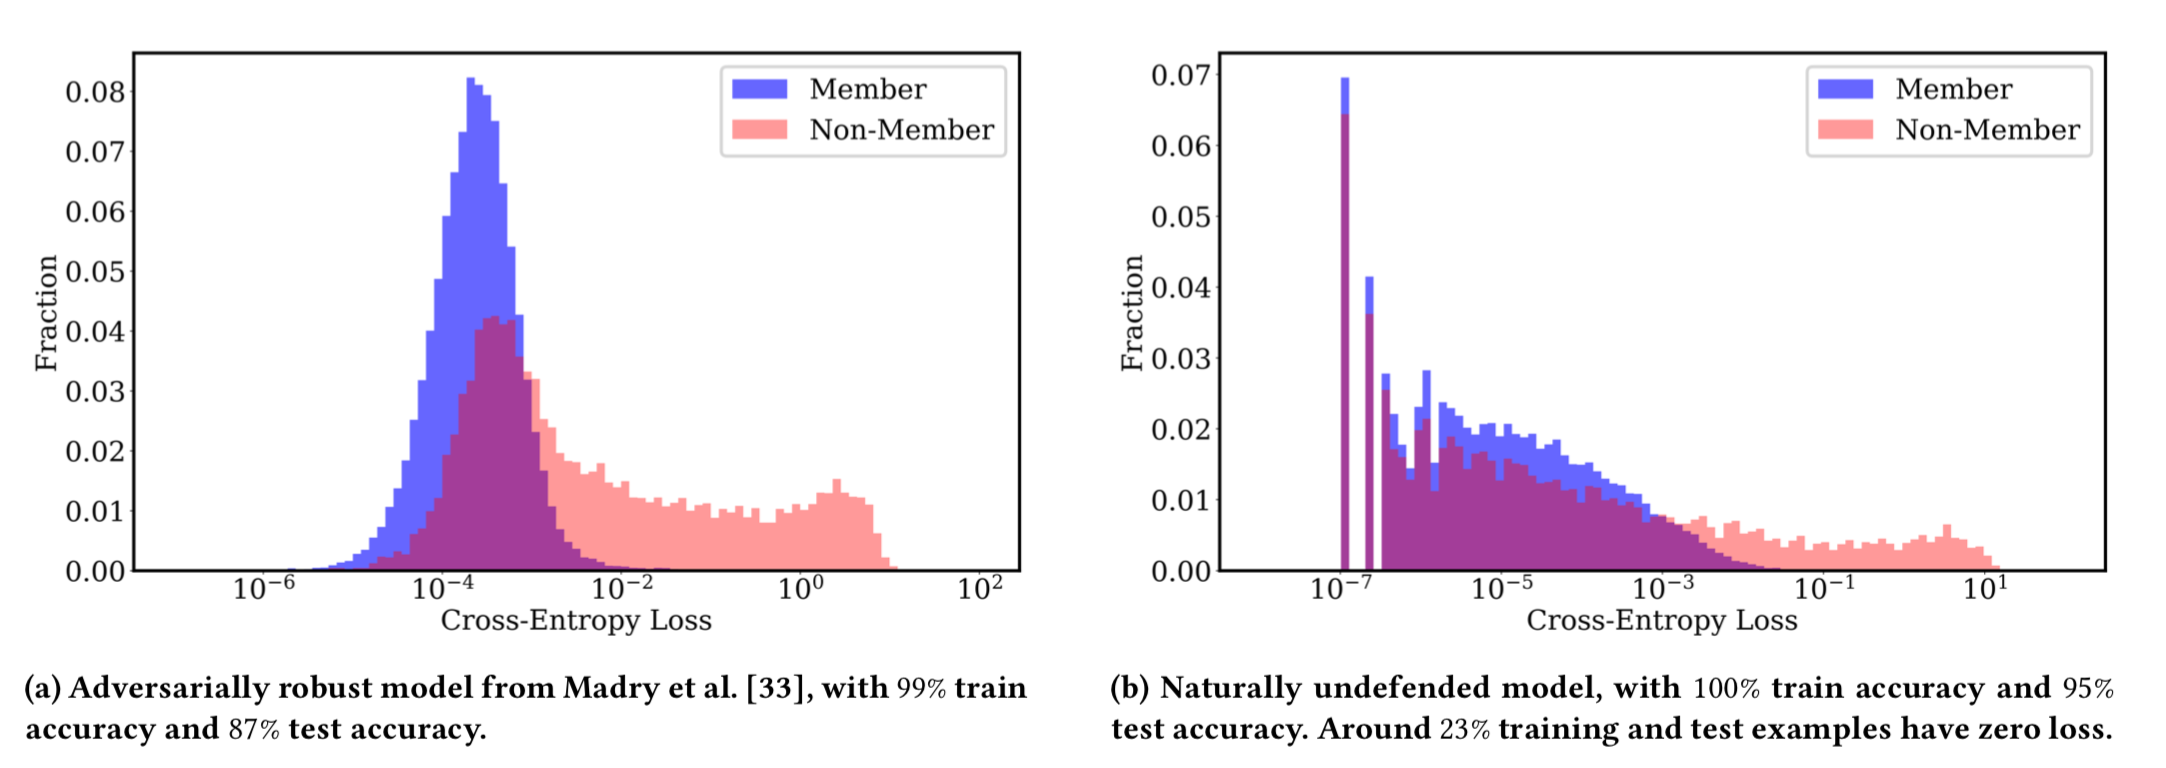 Fraction
0.08
0.07
0.06
0.05
0.04
0.03
0.02
0.01
0.00
10⁻⁶ 10⁻⁴ 10⁻² 10⁰ 10²
Cross-Entropy Loss
Member
Non-Member
(a) Adversarially robust model from Madry et al. [33], with 99% train
accuracy and 87% test accuracy.
Fraction
0.07
0.06
0.05
0.04
0.03
0.02
0.01
0.00
10⁻⁷ 10⁻⁵ 10⁻³ 10⁻¹ 10¹
Cross-Entropy Loss
Member
Non-Member
(b) Naturally undefended model, with 100% train accuracy and 95%
test accuracy. Around 23% training and test examples have zero loss.